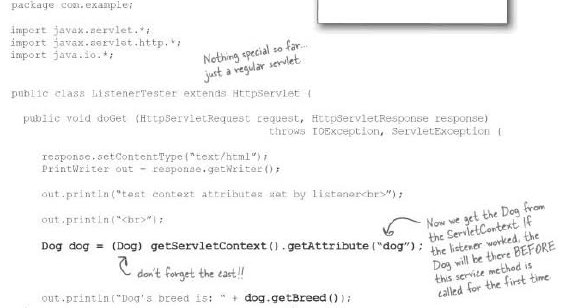 package com.example;
import javax.servlet.*;
import javax.servlet.http.*;
import java.io.*;
Nothing special so far...
just a regular servlet
public class ListenerTester extends HttpServlet {
public void doGet (HttpServletRequest request, HttpServletResponse response)
throws IOException, ServletException {
response.setContentType("text/html");
PrintWriter out = response.getWriter();
out.println("test context attributes set by listener<br>");
out.println("<br>");
Dog dog = (Dog) getServletContext().getAttribute("dog");
don't forget the cast!!
Now we get the Dog from
the ServletContext. If
the listener worked, the
Dog will be there BEFORE
this service method is
called for the first time
out.println("Dog's breed is: " + dog.getBreed());